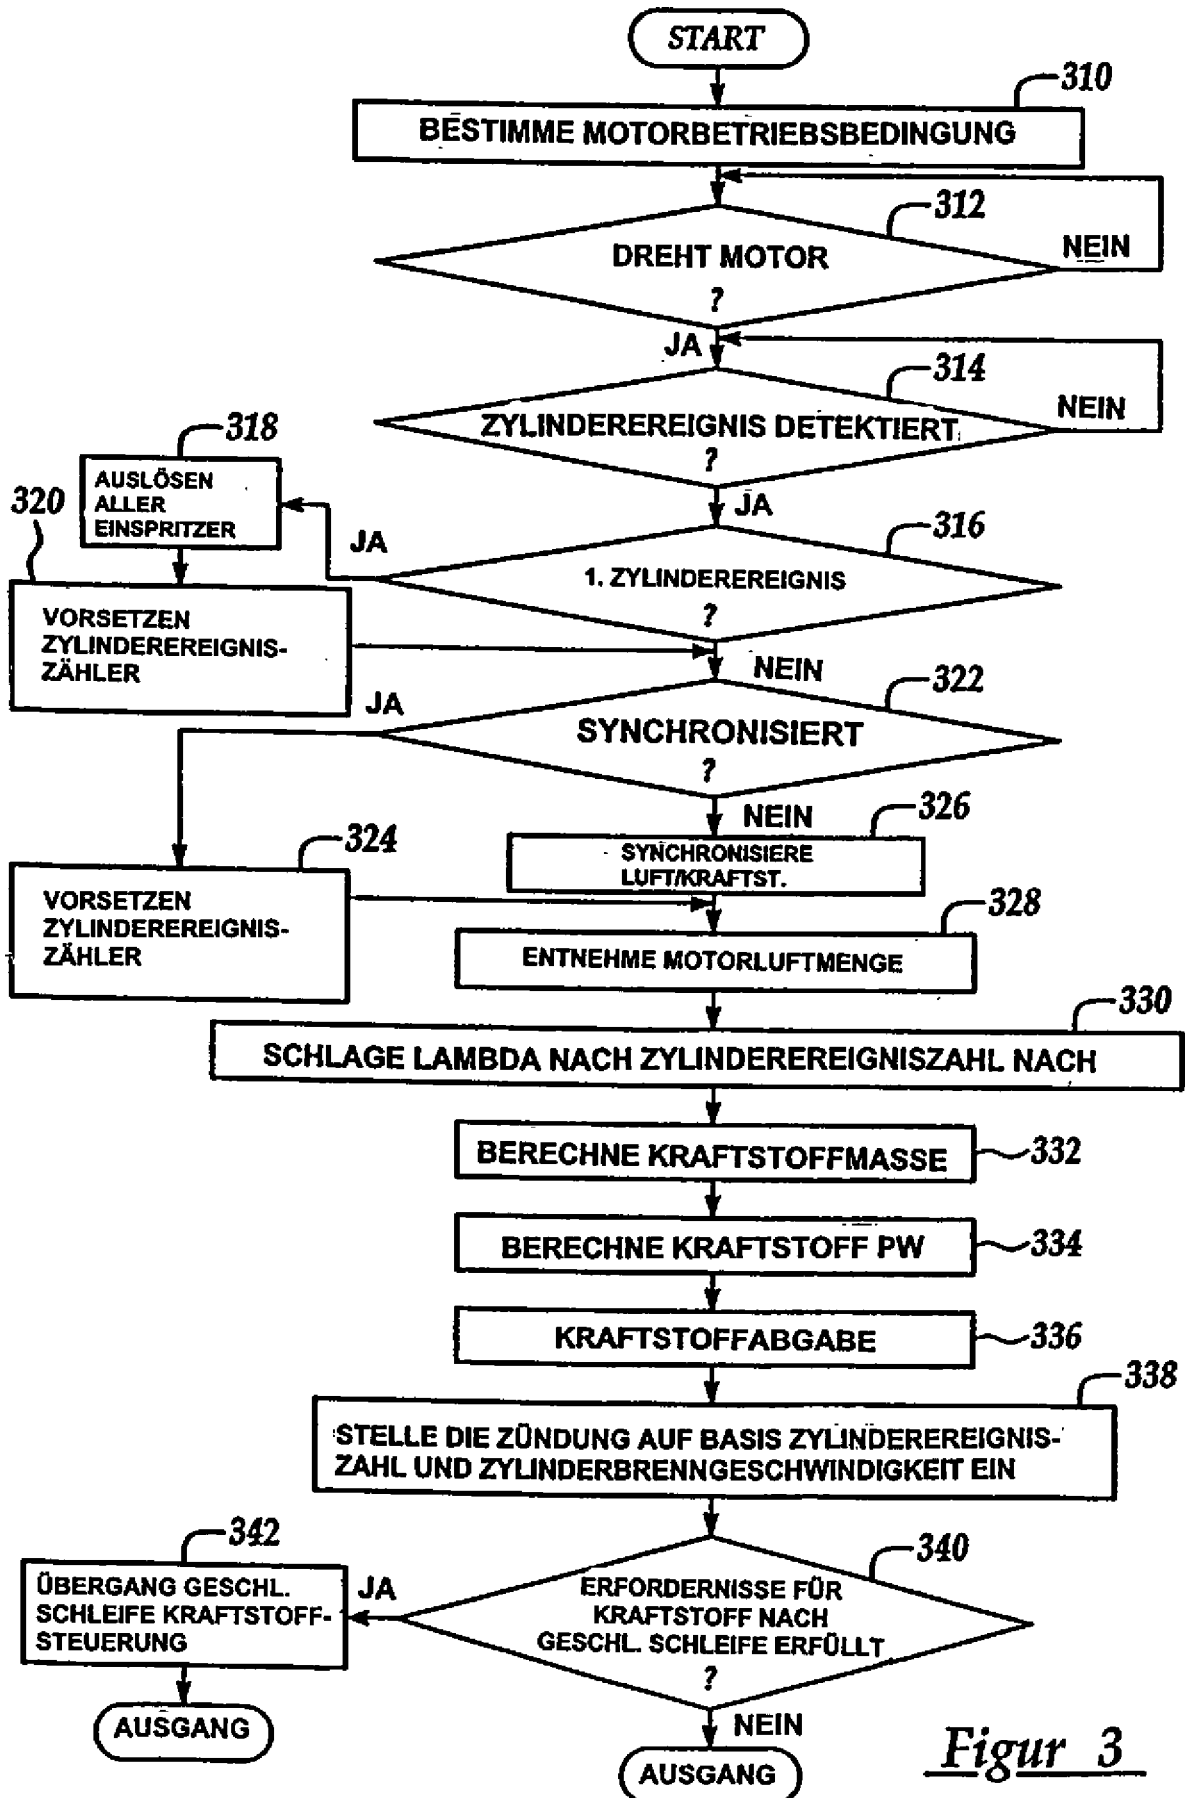 START
310
BESTIMME MOTORBETRIEBSBEDINGUNG
312
DREHT MOTOR
?
NEIN
JA
314
ZYLINDEREREIGNIS DETEKTIERT
?
NEIN
JA
318
AUSLÖSEN
ALLER
EINSPRITZER
316
1. ZYLINDEREREIGNIS
?
JA
320
VORSETZEN
ZYLINDEREREIGNIS-
ZÄHLER
NEIN
322
SYNCHRONISIERT
?
JA
NEIN
324
VORSETZEN
ZYLINDEREREIGNIS-
ZÄHLER
326
SYNCHRONISIERE
LUFT/KRAFTST.
328
ENTNEHME MOTORLUFTMENGE
330
SCHLAGE LAMBDA NACH ZYLINDEREREIGNISZAHL NACH
BERECHNE KRAFTSTOFFMASSE
332
BERECHNE KRAFTSTOFF PW
334
KRAFTSTOFFABGABE
336
338
STELLE DIE ZÜNDUNG AUF BASIS ZYLINDEREREIGNIS-
ZAHL UND ZYLINDERBRENNGESCHWINDIGKEIT EIN
340
ERFORDERNISSE FÜR
KRAFTSTOFF NACH
GESCHL. SCHLEIFE ERFÜLLT
?
JA
342
ÜBERGANG GESCHL.
SCHLEIFE KRAFTSTOFF-
STEUERUNG
AUSGANG
NEIN
AUSGANG
Figur 3